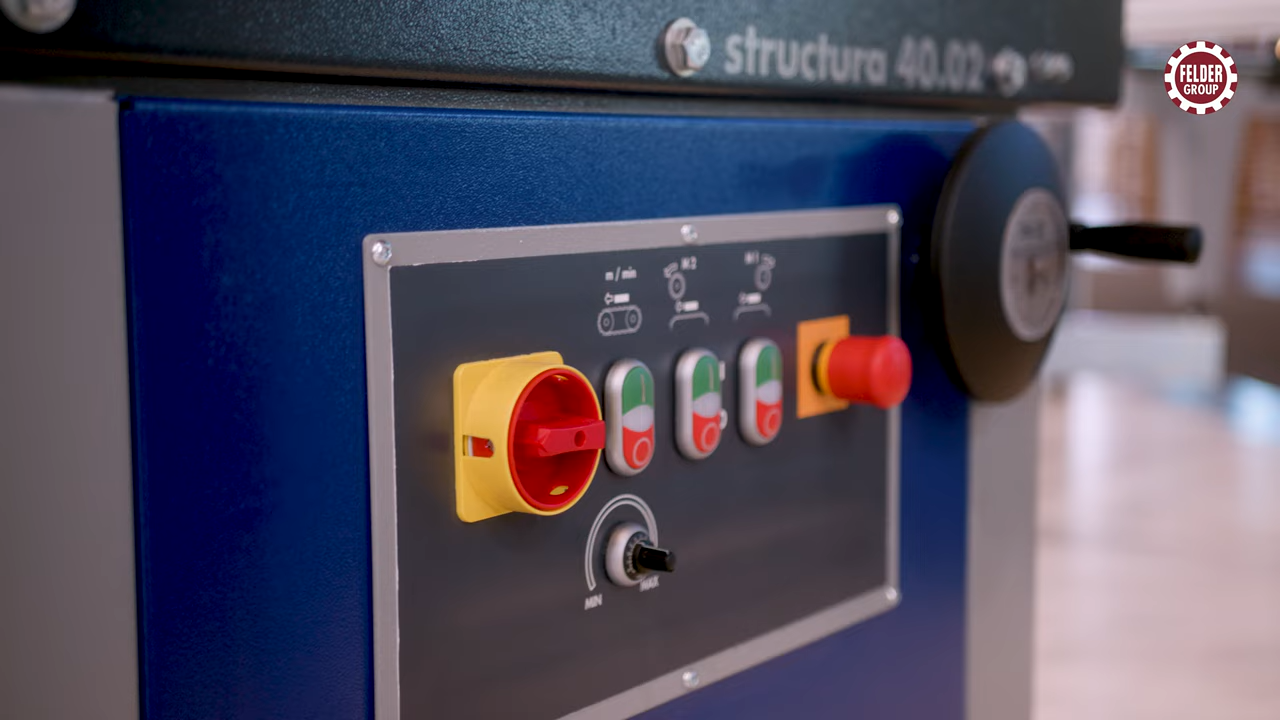 structura 40.02
FELDER
GROUP
m / min
M 2
M 1
MIN
MAX